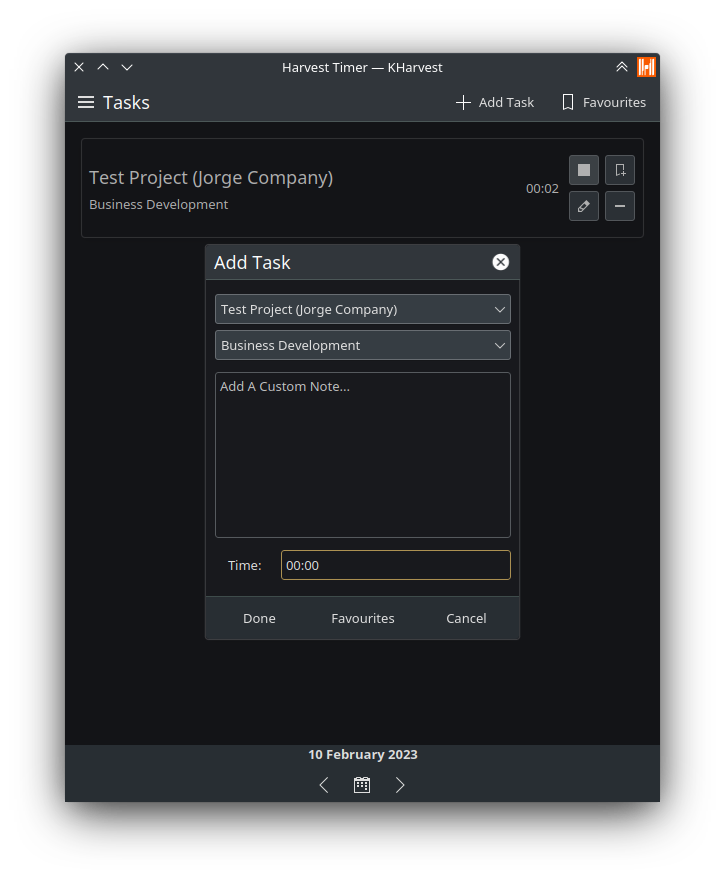 Harvest Timer — KHarvest
Tasks
Add Task
Favourites
Test Project (Jorge Company)
Business Development
00:02
Add Task
Test Project (Jorge Company)
Business Development
Add A Custom Note...
Time:
00:00
Done
Favourites
Cancel
10 February 2023